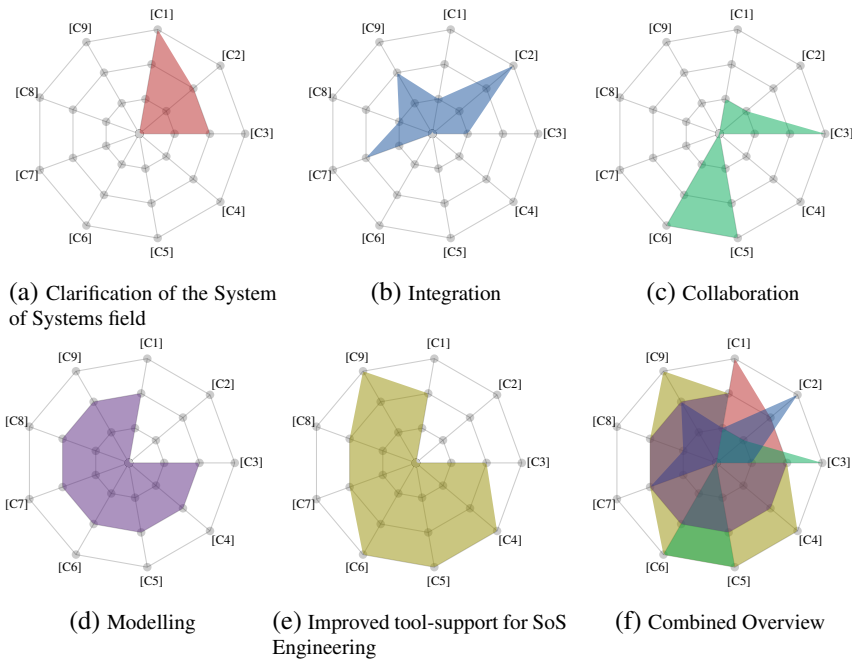 [C1]
[C9]
[C2]
[C8]
[C3]
[C7]
[C4]
[C6]
[C5]
(a) Clarification of the System
of Systems field
[C1]
[C9]
[C2]
[C8]
[C3]
[C7]
[C4]
[C6]
[C5]
(b) Integration
[C1]
[C9]
[C2]
[C8]
[C3]
[C7]
[C4]
[C6]
[C5]
(c) Collaboration
[C1]
[C9]
[C2]
[C8]
[C3]
[C7]
[C4]
[C6]
[C5]
(d) Modelling
[C1]
[C9]
[C2]
[C8]
[C3]
[C7]
[C4]
[C6]
[C5]
(e) Improved tool-support for SoS
Engineering
[C1]
[C9]
[C2]
[C8]
[C3]
[C7]
[C4]
[C6]
[C5]
(f) Combined Overview